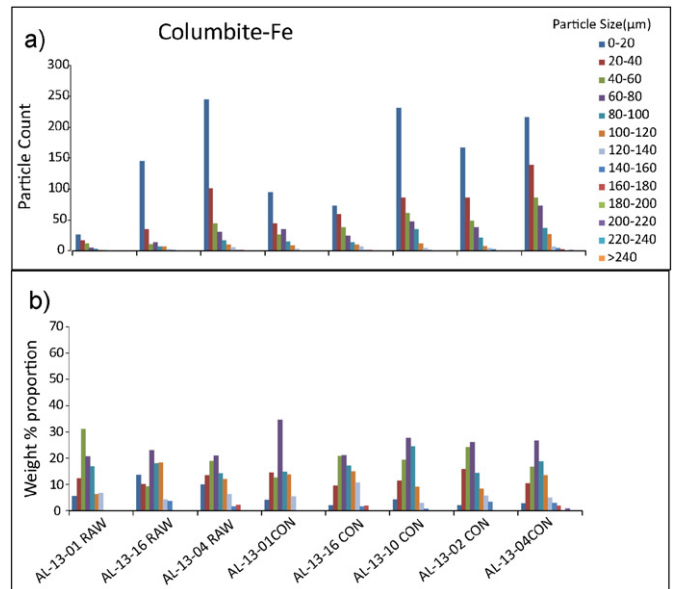 a)
Columbite-Fe
Particle Size(µm)
0-20
20-40
40-60
60-80
80-100
100-120
120-140
140-160
160-180
180-200
200-220
220-240
>240
Particle Count
300
250
200
150
100
50
0
b)
Weight % proportion
70
60
50
40
30
20
10
0
AL-13-01 RAW
AL-13-16 RAW
AL-13-04 RAW
AL-13-01CON
AL-13-16 CON
AL-13-10 CON
AL-13-02 CON
AL-13-04CON